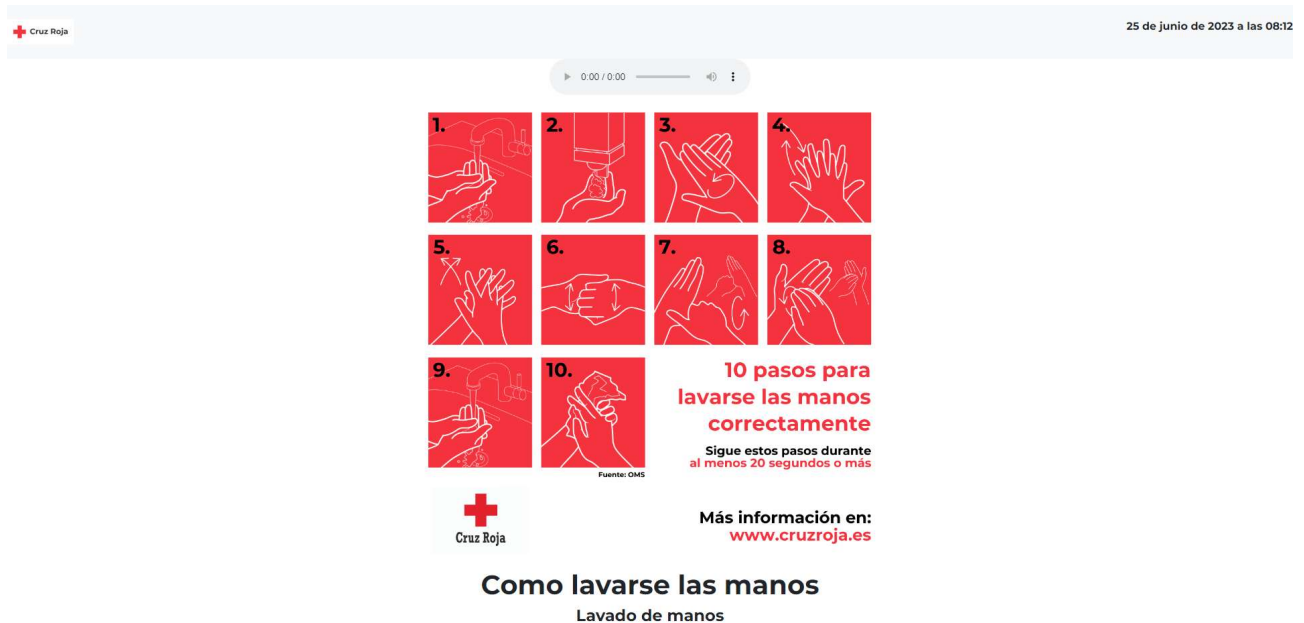 Cruz Roja
25 de junio de 2023 a las 08:12
0:00 / 0:00
1.
2.
3.
4.
5.
6.
7.
8.
9.
10.
10 pasos para
lavarse las manos
correctamente
Sigue estos pasos durante
al menos 20 segundos o más
Fuente: OMS
Cruz Roja
Más información en:
www.cruzroja.es
Como lavarse las manos
Lavado de manos